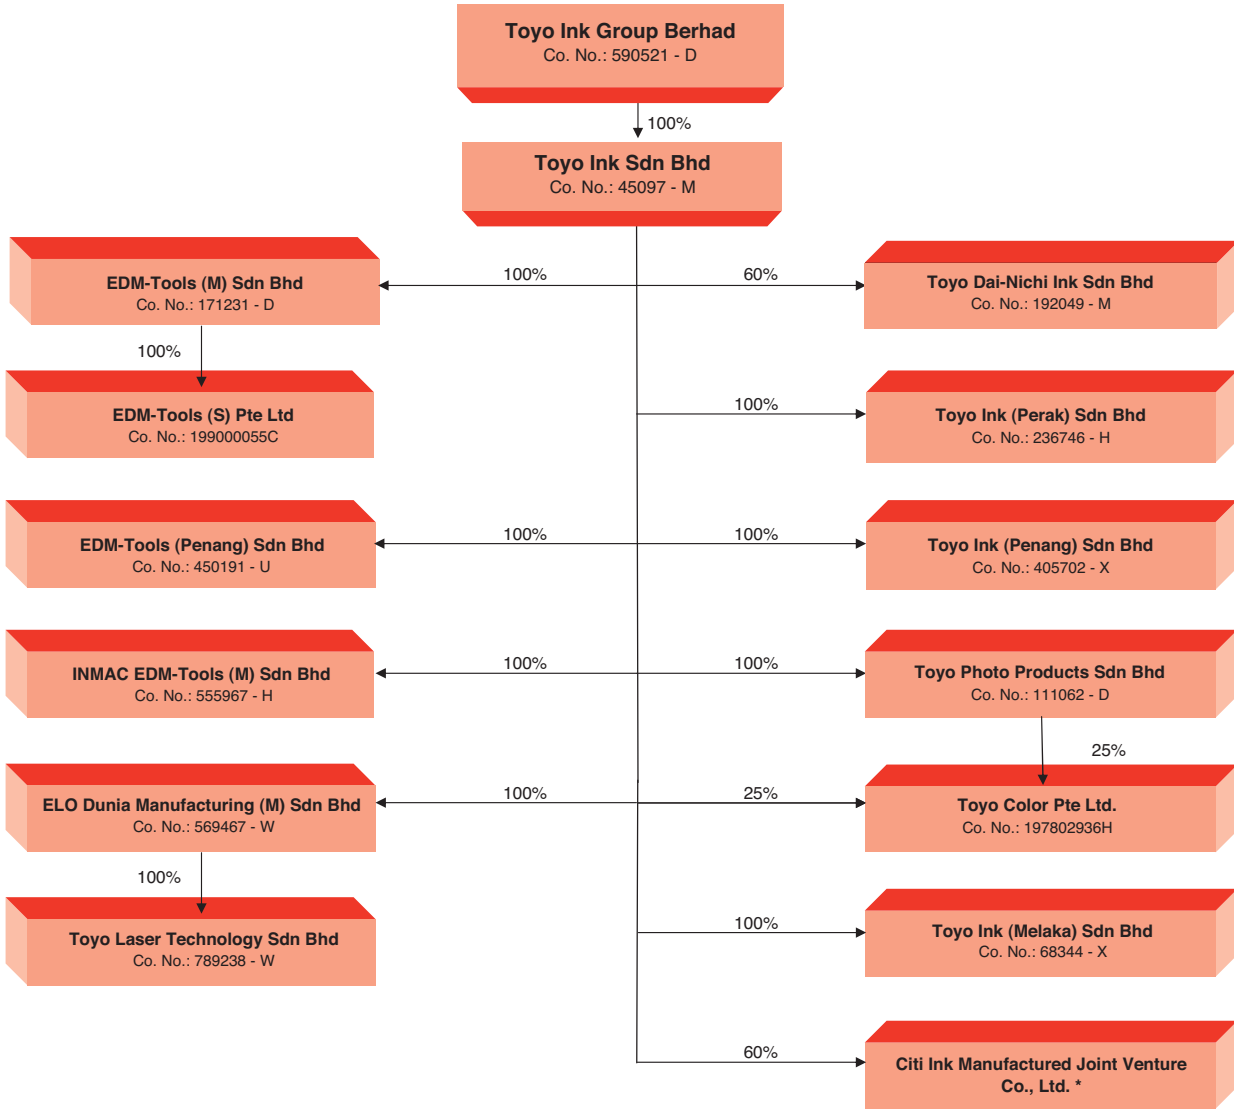 Toyo Ink Group Berhad
Co. No.: 590521 - D
100%
Toyo Ink Sdn Bhd
Co. No.: 45097 - M
EDM-Tools (M) Sdn Bhd
Co. No.: 171231 - D
100%
60%
Toyo Dai-Nichi Ink Sdn Bhd
Co. No.: 192049 - M
100%
EDM-Tools (S) Pte Ltd
Co. No.: 199000055C
100%
Toyo Ink (Perak) Sdn Bhd
Co. No.: 236746 - H
EDM-Tools (Penang) Sdn Bhd
Co. No.: 450191 - U
100%
100%
Toyo Ink (Penang) Sdn Bhd
Co. No.: 405702 - X
INMAC EDM-Tools (M) Sdn Bhd
Co. No.: 555967 - H
100%
100%
Toyo Photo Products Sdn Bhd
Co. No.: 111062 - D
25%
ELO Dunia Manufacturing (M) Sdn Bhd
Co. No.: 569467 - W
100%
25%
Toyo Color Pte Ltd.
Co. No.: 197802936H
100%
Toyo Laser Technology Sdn Bhd
Co. No.: 789238 - W
100%
Toyo Ink (Melaka) Sdn Bhd
Co. No.: 68344 - X
60%
Citi Ink Manufactured Joint Venture
Co., Ltd. *